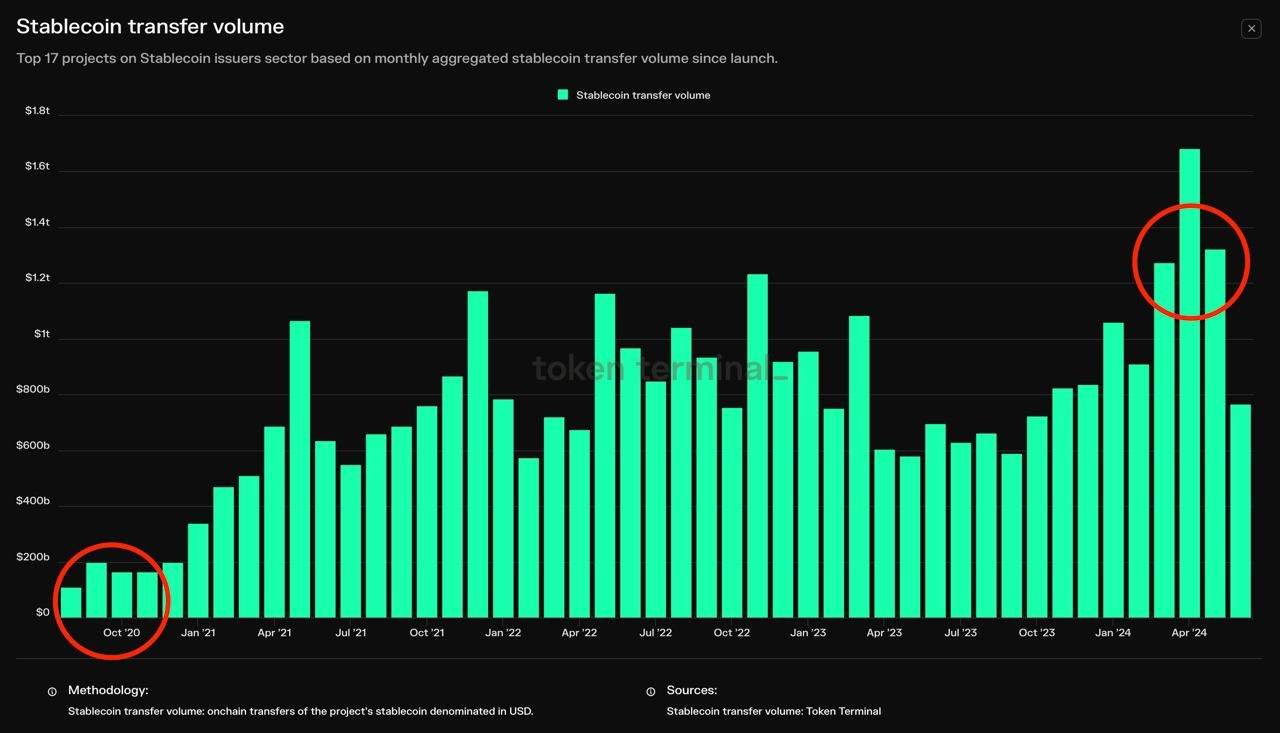 Stablecoin transfer volume
Top 17 projects on Stablecoin issuers sector based on monthly aggregated stablecoin transfer volume since launch.
Stablecoin transfer volume
$1.8t
$1.6t
$1.4t
$1.2t
$1t
$800b
$600b
$400b
$200b
$0
token terminal_
Oct '20 Jan '21 Apr '21 Jul '21 Oct '21 Jan '22 Apr '22 Jul '22 Oct '22 Jan '23 Apr '23 Jul '23 Oct '23 Jan '24 Apr '24
Methodology:
Stablecoin transfer volume: onchain transfers of the project's stablecoin denominated in USD.
Sources:
Stablecoin transfer volume: Token Terminal